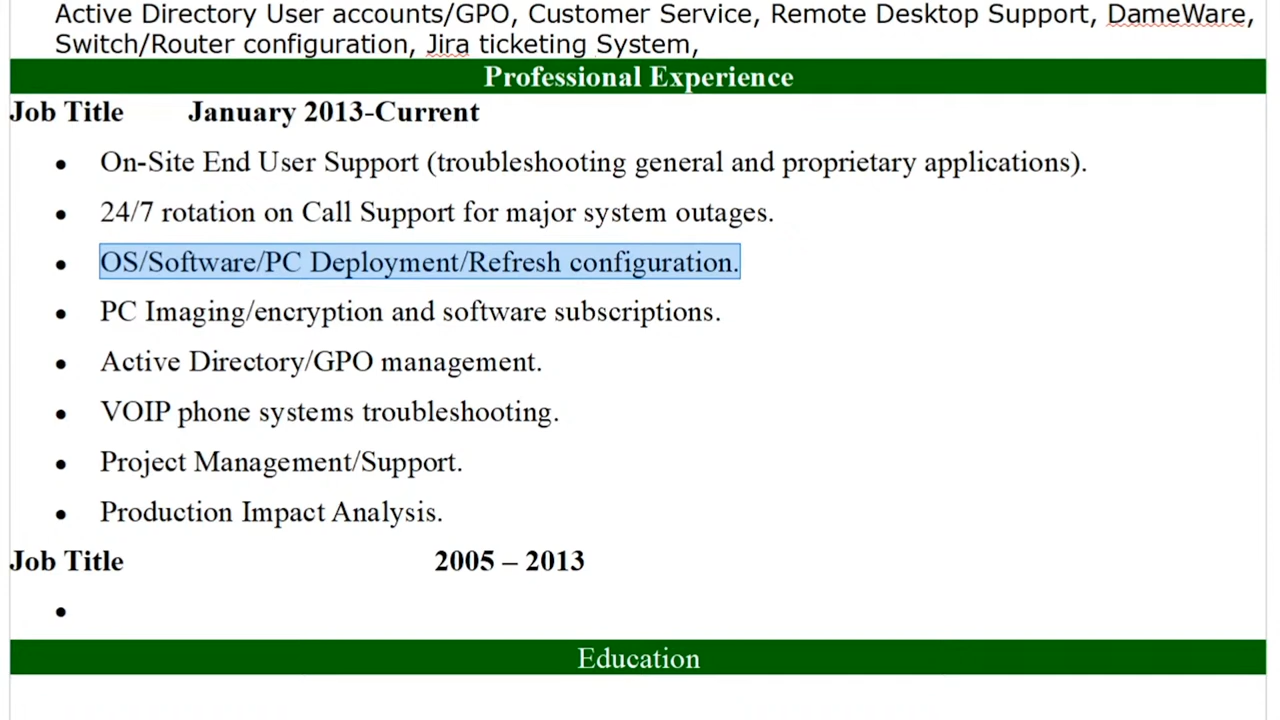 Active Directory User accounts/GPO, Customer Service, Remote Desktop Support, DameWare,
Switch/Router configuration, Jira ticketing System,
Professional Experience
Job Title January 2013-Current
• On-Site End User Support (troubleshooting general and proprietary applications).
• 24/7 rotation on Call Support for major system outages.
• OS/Software/PC Deployment/Refresh configuration.
• PC Imaging/encryption and software subscriptions.
• Active Directory/GPO management.
• VOIP phone systems troubleshooting.
• Project Management/Support.
• Production Impact Analysis.
Job Title 2005 – 2013
•
Education